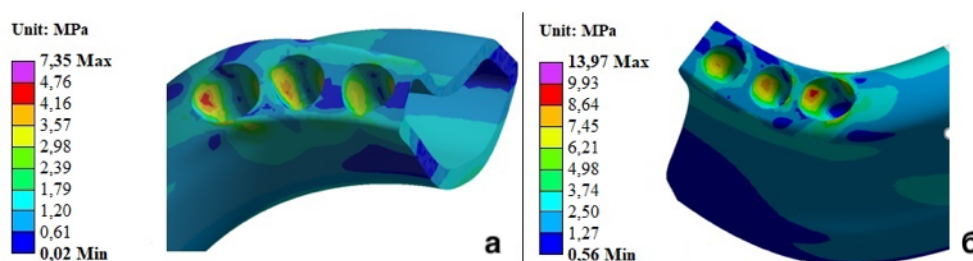 Unit: MPa
7,35 Max
4,76
4,16
3,57
2,98
2,39
1,79
1,20
0,61
0,02 Min
а
Unit: MPa
13,97 Max
9,93
8,64
7,45
6,21
4,98
3,74
2,50
1,27
0,56 Min
б